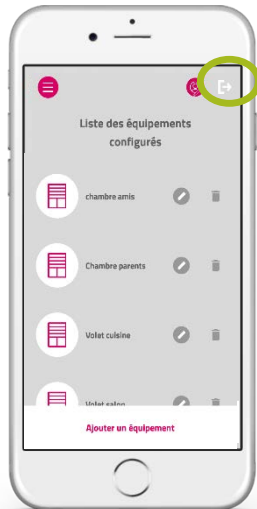 Liste des équipements
configurés
chambre amis
Chambre parents
Volet cuisine
Volet salon
Ajouter un équipement